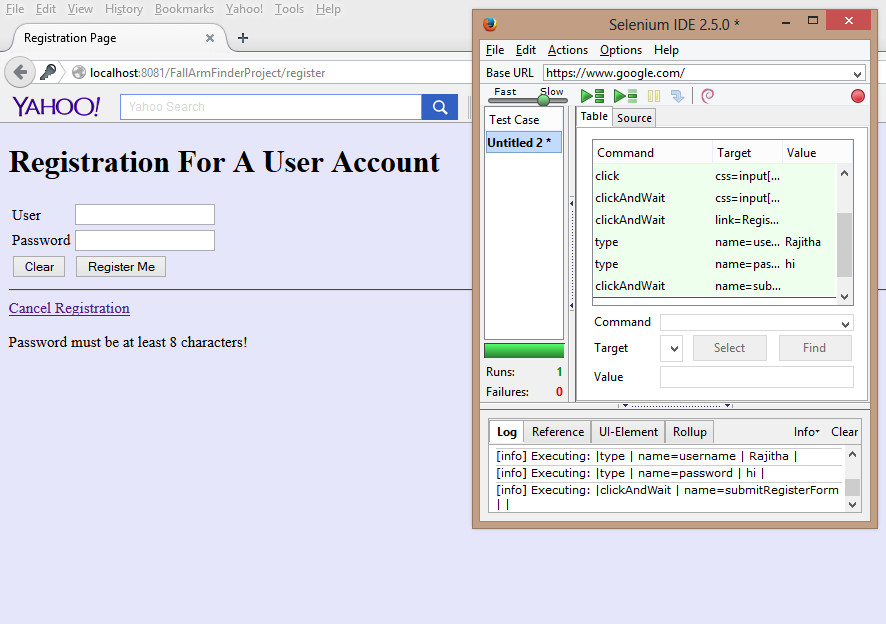 File Edit View History Bookmarks Yahoo! Tools Help
Registration Page
localhost:8081/FallArmFinderProject/register
YAHOO! Yahoo Search
Registration For A User Account
User
Password
Clear Register Me
Cancel Registration
Password must be at least 8 characters!
Selenium IDE 2.5.0 *
File Edit Actions Options Help
Base URL https://www.google.com/
Fast Slow
Test Case
Untitled 2 *
Runs: 1
Failures: 0
Table Source
Command Target Value
click css=input[...
clickAndWait css=input[...
clickAndWait link=Regis...
type name=use... Rajitha
type name=pas... hi
clickAndWait name=sub...
Command
Target Select Find
Value
Log Reference UI-Element Rollup Info Clear
[info] Executing: |type | name=username | Rajitha |
[info] Executing: |type | name=password | hi |
[info] Executing: |clickAndWait | name=submitRegisterForm
| |